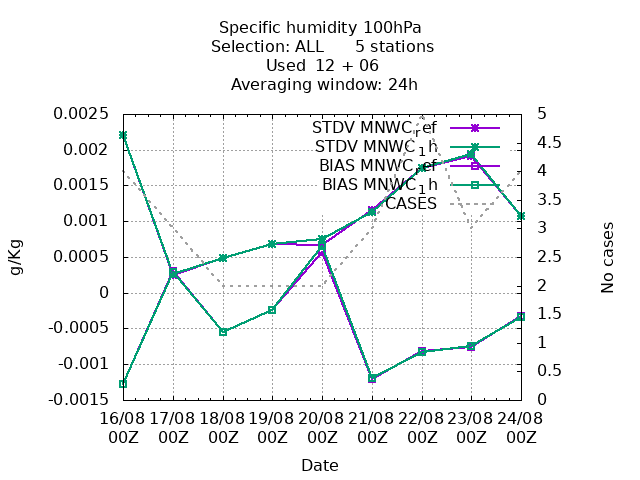 Specific humidity 100hPa
Selection: ALL 5 stations
Used 12 + 06
Averaging window: 24h
STDV MNWC_ref
STDV MNWC_1h
BIAS MNWC_ref
BIAS MNWC_1h
CASES
0.0025
0.002
0.0015
0.001
0.0005
0
-0.0005
-0.001
-0.0015
g/Kg
5
4.5
4
3.5
3
2.5
2
1.5
1
0.5
0
No cases
16/08 17/08 18/08 19/08 20/08 21/08 22/08 23/08 24/08
00Z 00Z 00Z 00Z 00Z 00Z 00Z 00Z 00Z
Date